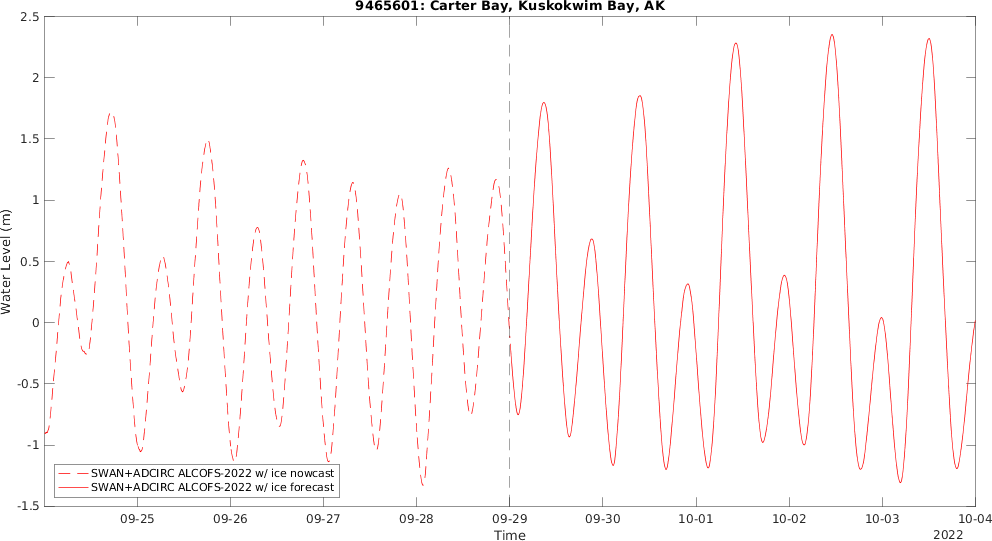 9465601: Carter Bay, Kuskokwim Bay, AK
2.5
2
1.5
1
0.5
0
-0.5
-1
-1.5
Water Level (m)
SWAN+ADCIRC ALCOFS-2022 w/ ice nowcast
SWAN+ADCIRC ALCOFS-2022 w/ ice forecast
09-25 09-26 09-27 09-28 09-29 09-30 10-01 10-02 10-03 10-04
Time
2022